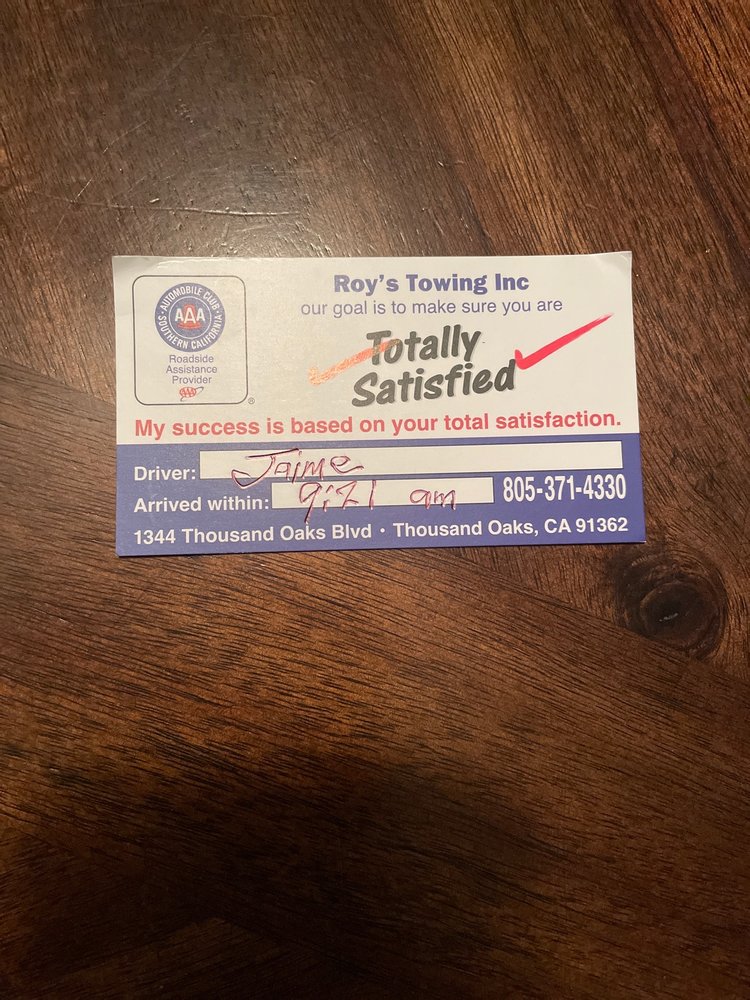 AUTOMOBILE CLUB
AAA
SOUTHERN CALIFORNIA
Roadside
Assistance
Provider
AAA
®
Roy's Towing Inc
our goal is to make sure you are
Totally
Satisfied
My success is based on your total satisfaction.
Driver: Jaime
Arrived within: 9:21 am 805-371-4330
1344 Thousand Oaks Blvd • Thousand Oaks, CA 91362